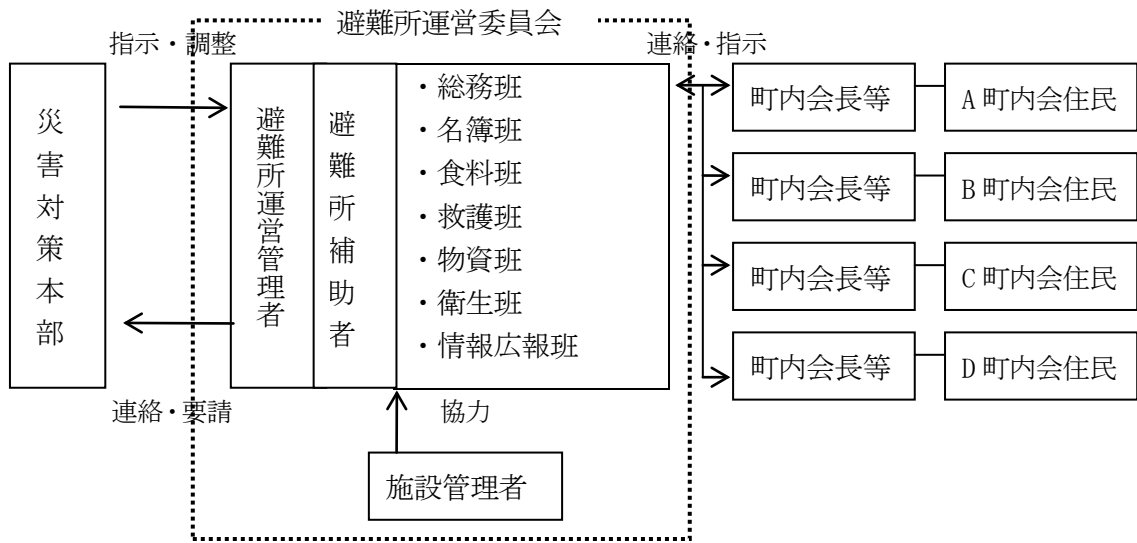 避難所運営委員会
指示・調整
連絡・指示
災害対策本部
避難所運営管理者
避難所補助者
・総務班
・名簿班
・食料班
・救護班
・物資班
・衛生班
・情報広報班
町内会長等
A 町内会住民
町内会長等
B 町内会住民
町内会長等
C 町内会住民
町内会長等
D 町内会住民
連絡・要請
協力
施設管理者